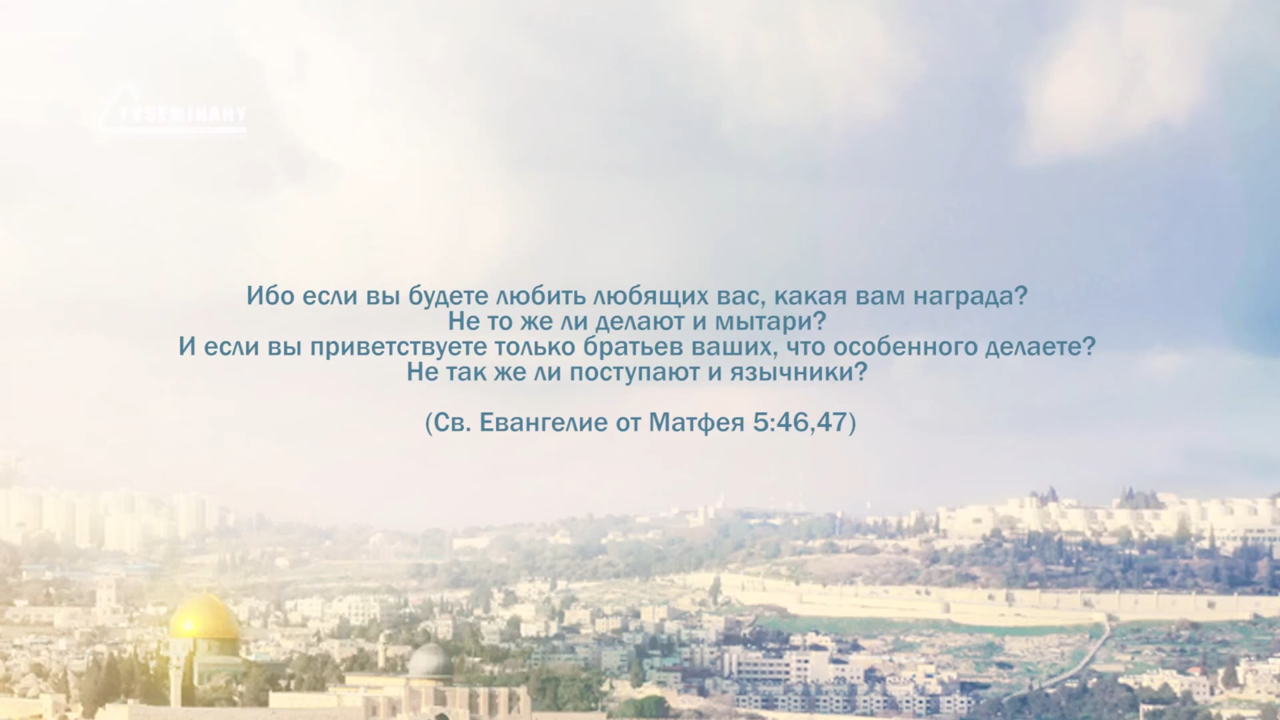 TVSEMINARY
Ибо если вы будете любить любящих вас, какая вам награда?
Не то же ли делают и мытари?
И если вы приветствуете только братьев ваших, что особенного делаете?
Не так же ли поступают и язычники?
(Св. Евангелие от Матфея 5:46,47)